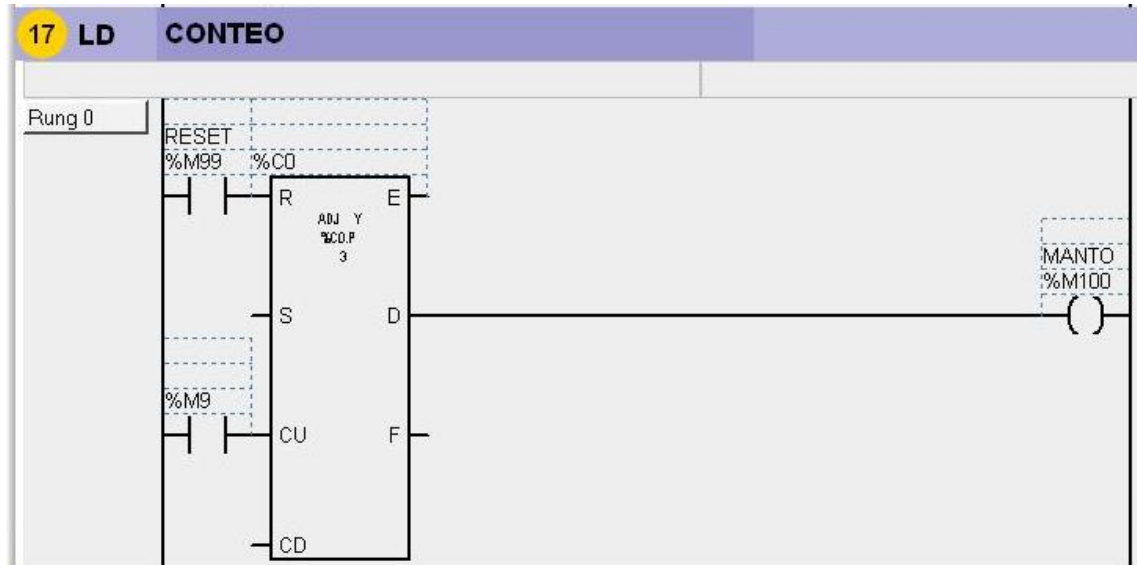 17 LD CONTEO
Rung 0
RESET
%M99 %C0
R E
ADJ Y
%C0.P
3
MANTO
%M100
S D
%M9
CU F
CD